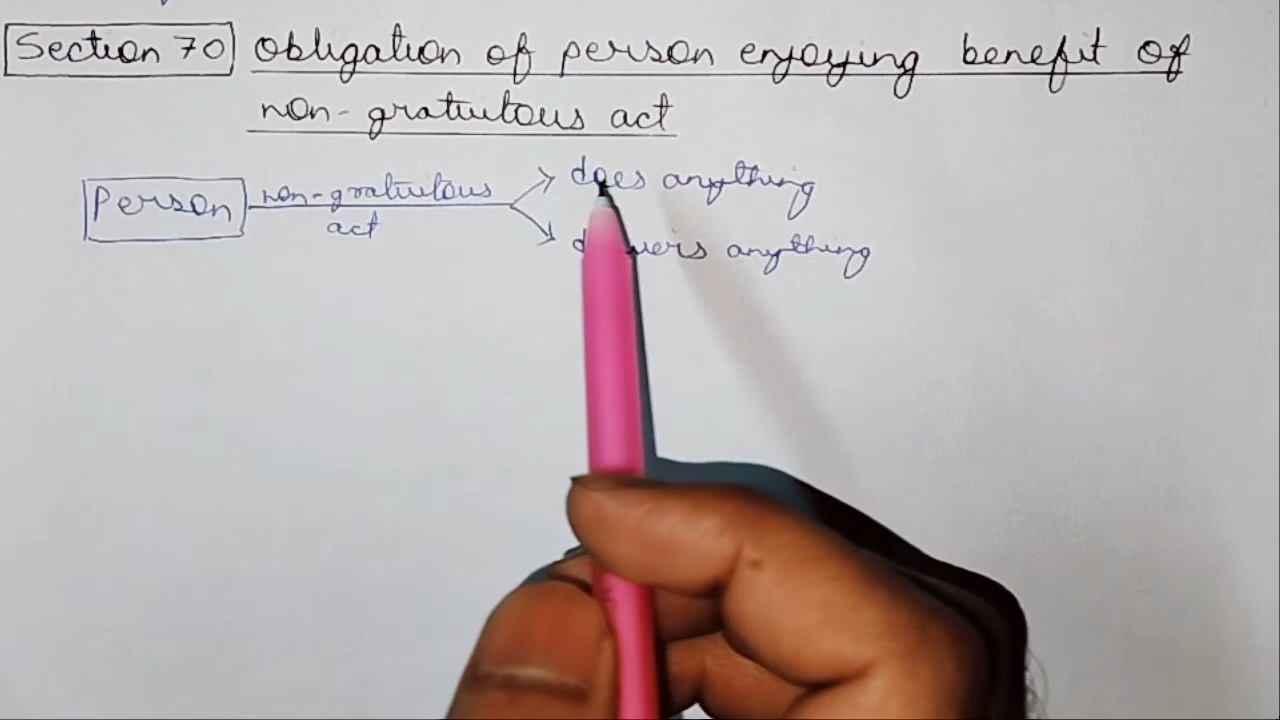 Section 70 obligation of person enjoying benefit of
non-gratuitous act
Person non-gratuitous act does anything
anything